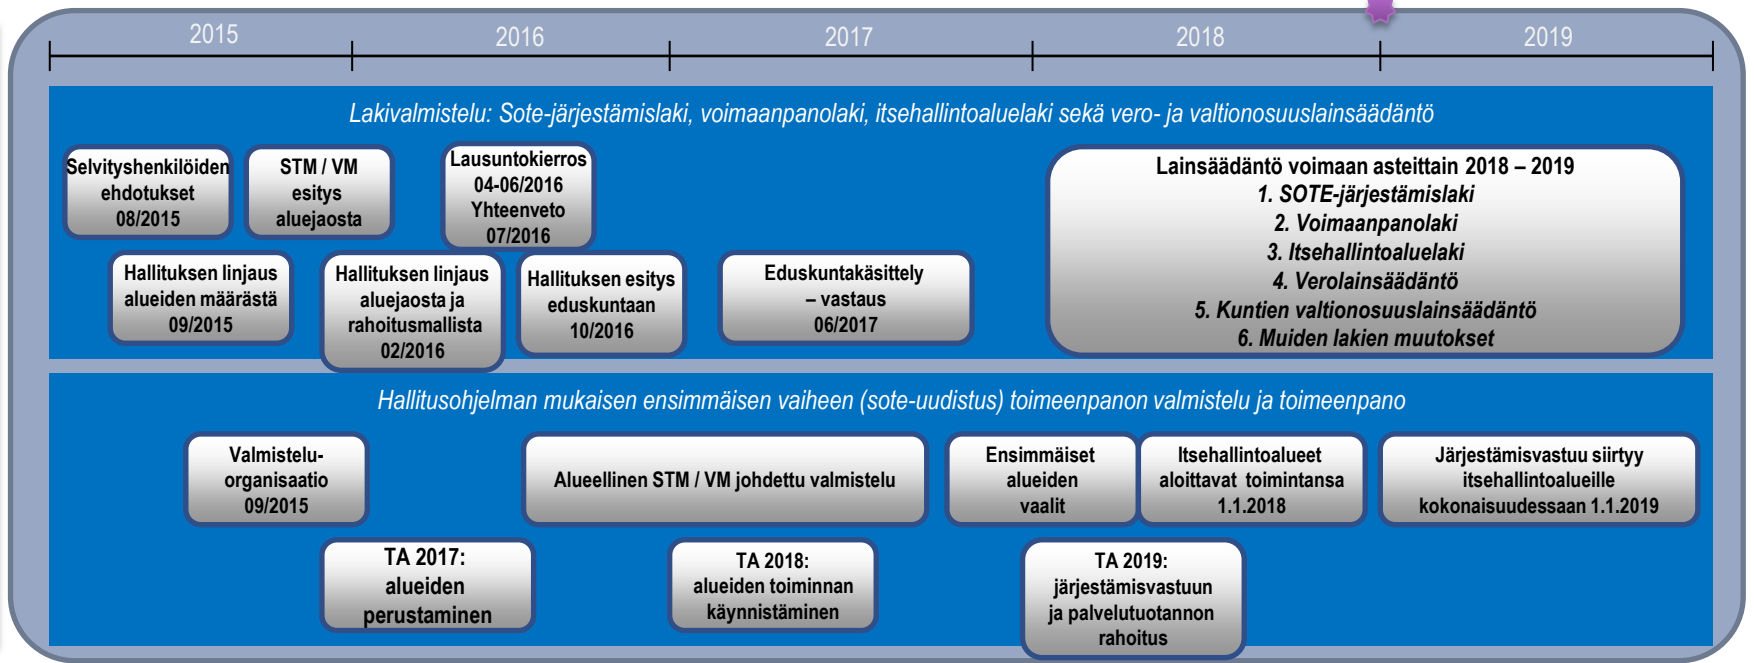 2015
2016
2017
2018
2019
Lakivalmistelu: Sote-järjestämislaki, voimaanpanolaki, itsehallintoaluelaki sekä vero- ja valtionosuuslainsäädäntö
Selvityshenkilöiden
ehdotukset
08/2015
STM / VM
esitys
aluejaosta
Lausuntokierros
04-06/2016
Yhteenveto
07/2016
Lainsäädäntö voimaan asteittain 2018 – 2019
1. SOTE-järjestämislaki
2. Voimaanpanolaki
3. Itsehallintoaluelaki
4. Verolainsäädäntö
5. Kuntien valtionosuuslainsäädäntö
6. Muiden lakien muutokset
Hallituksen linjaus
alueiden määrästä
09/2015
Hallituksen linjaus
aluejaosta ja
rahoitusmallista
02/2016
Hallituksen esitys
eduskuntaan
10/2016
Eduskuntakäsittely
– vastaus
06/2017
Hallitusohjelman mukaisen ensimmäisen vaiheen (sote-uudistus) toimeenpanon valmistelu ja toimeenpano
Valmistelu-
organisaatio
09/2015
Alueellinen STM / VM johdettu valmistelu
Ensimmäiset
alueiden
vaalit
Itsehallintoalueet
aloittavat toimintansa
1.1.2018
Järjestämisvastuu siirtyy
itsehallintoalueille
kokonaisuudessaan 1.1.2019
TA 2017:
alueiden
perustaminen
TA 2018:
alueiden toiminnan
käynnistäminen
TA 2019:
järjestämisvastuun
ja palvelutuotannon
rahoitus